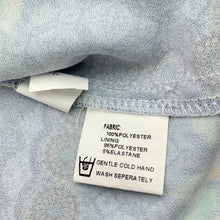 FABRIC:
100%POLYESTER
LINING:
95%POLYESTER
5%ELASTANE
GENTLE COLD HAND
WASH SEPERATELY